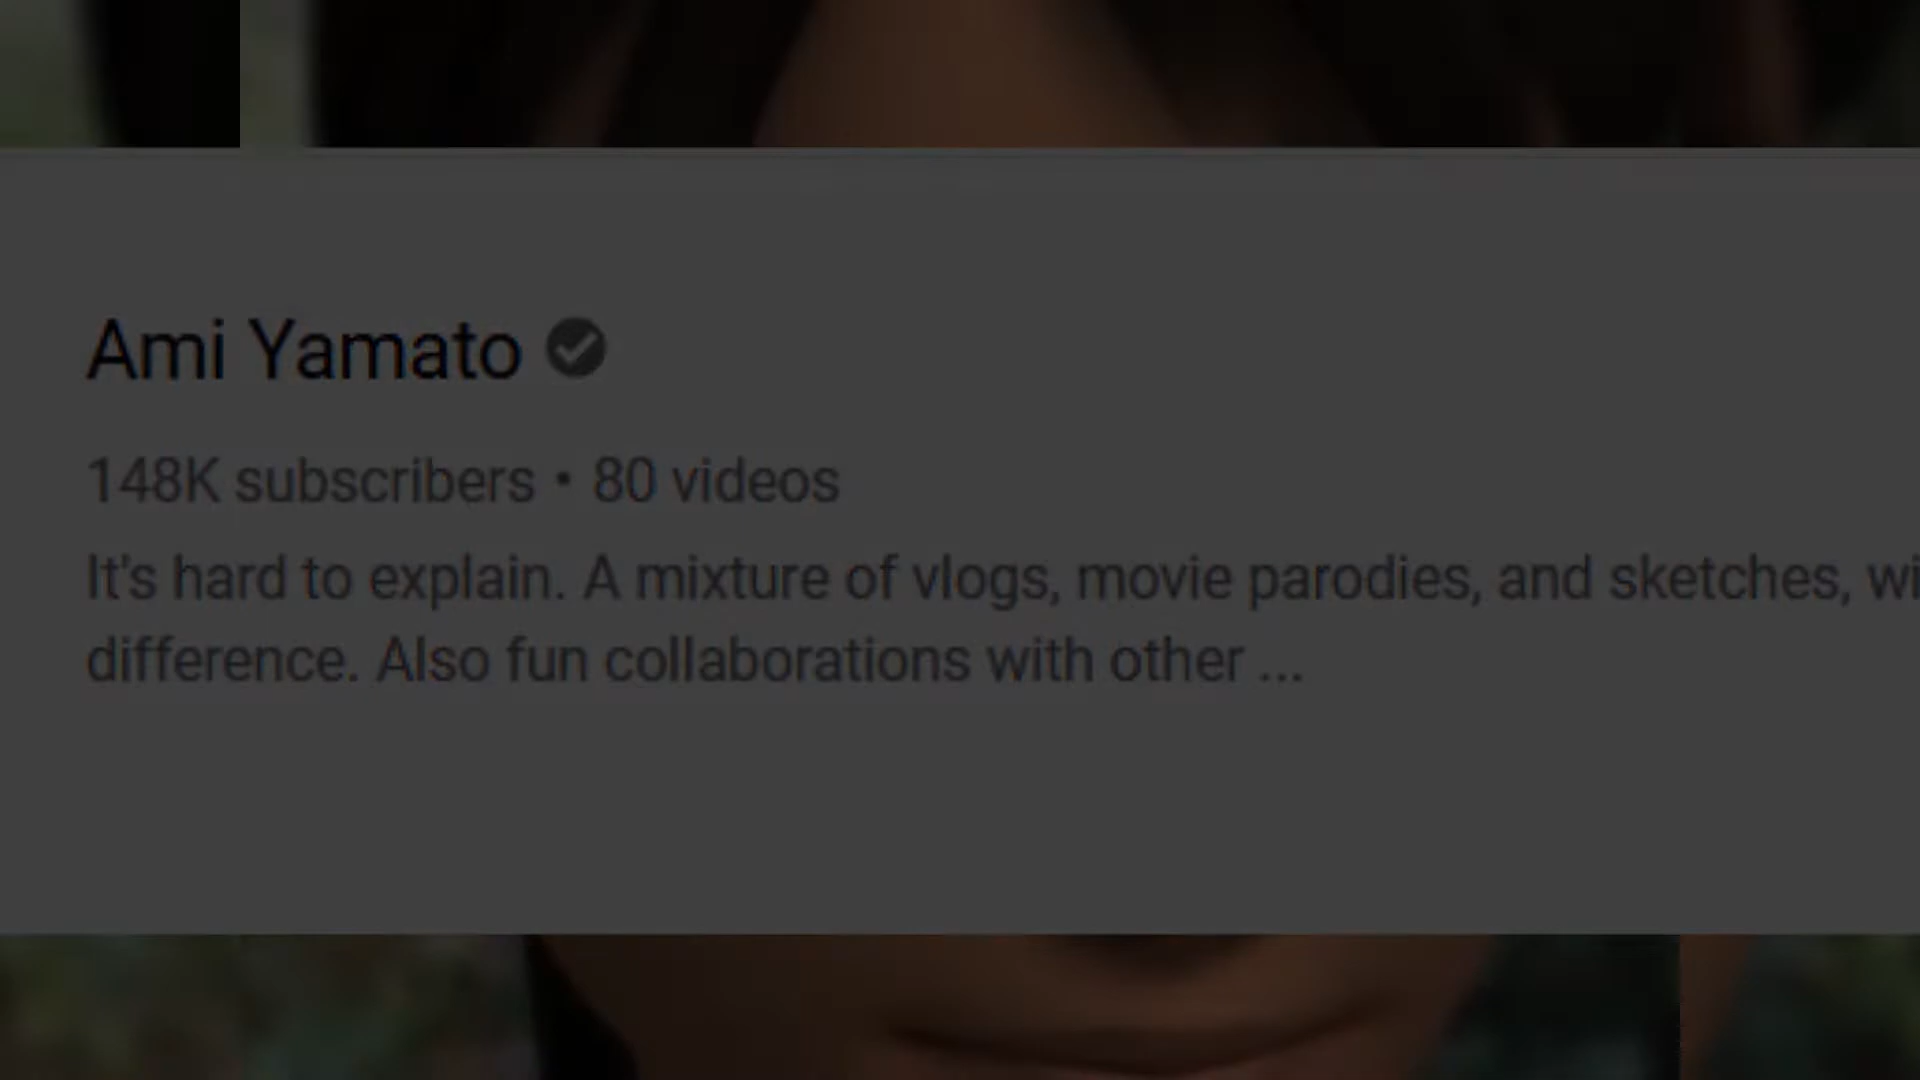 Ami Yamato
148K subscribers • 80 videos
It's hard to explain. A mixture of vlogs, movie parodies, and sketches,
difference. Also fun collaborations with other ...